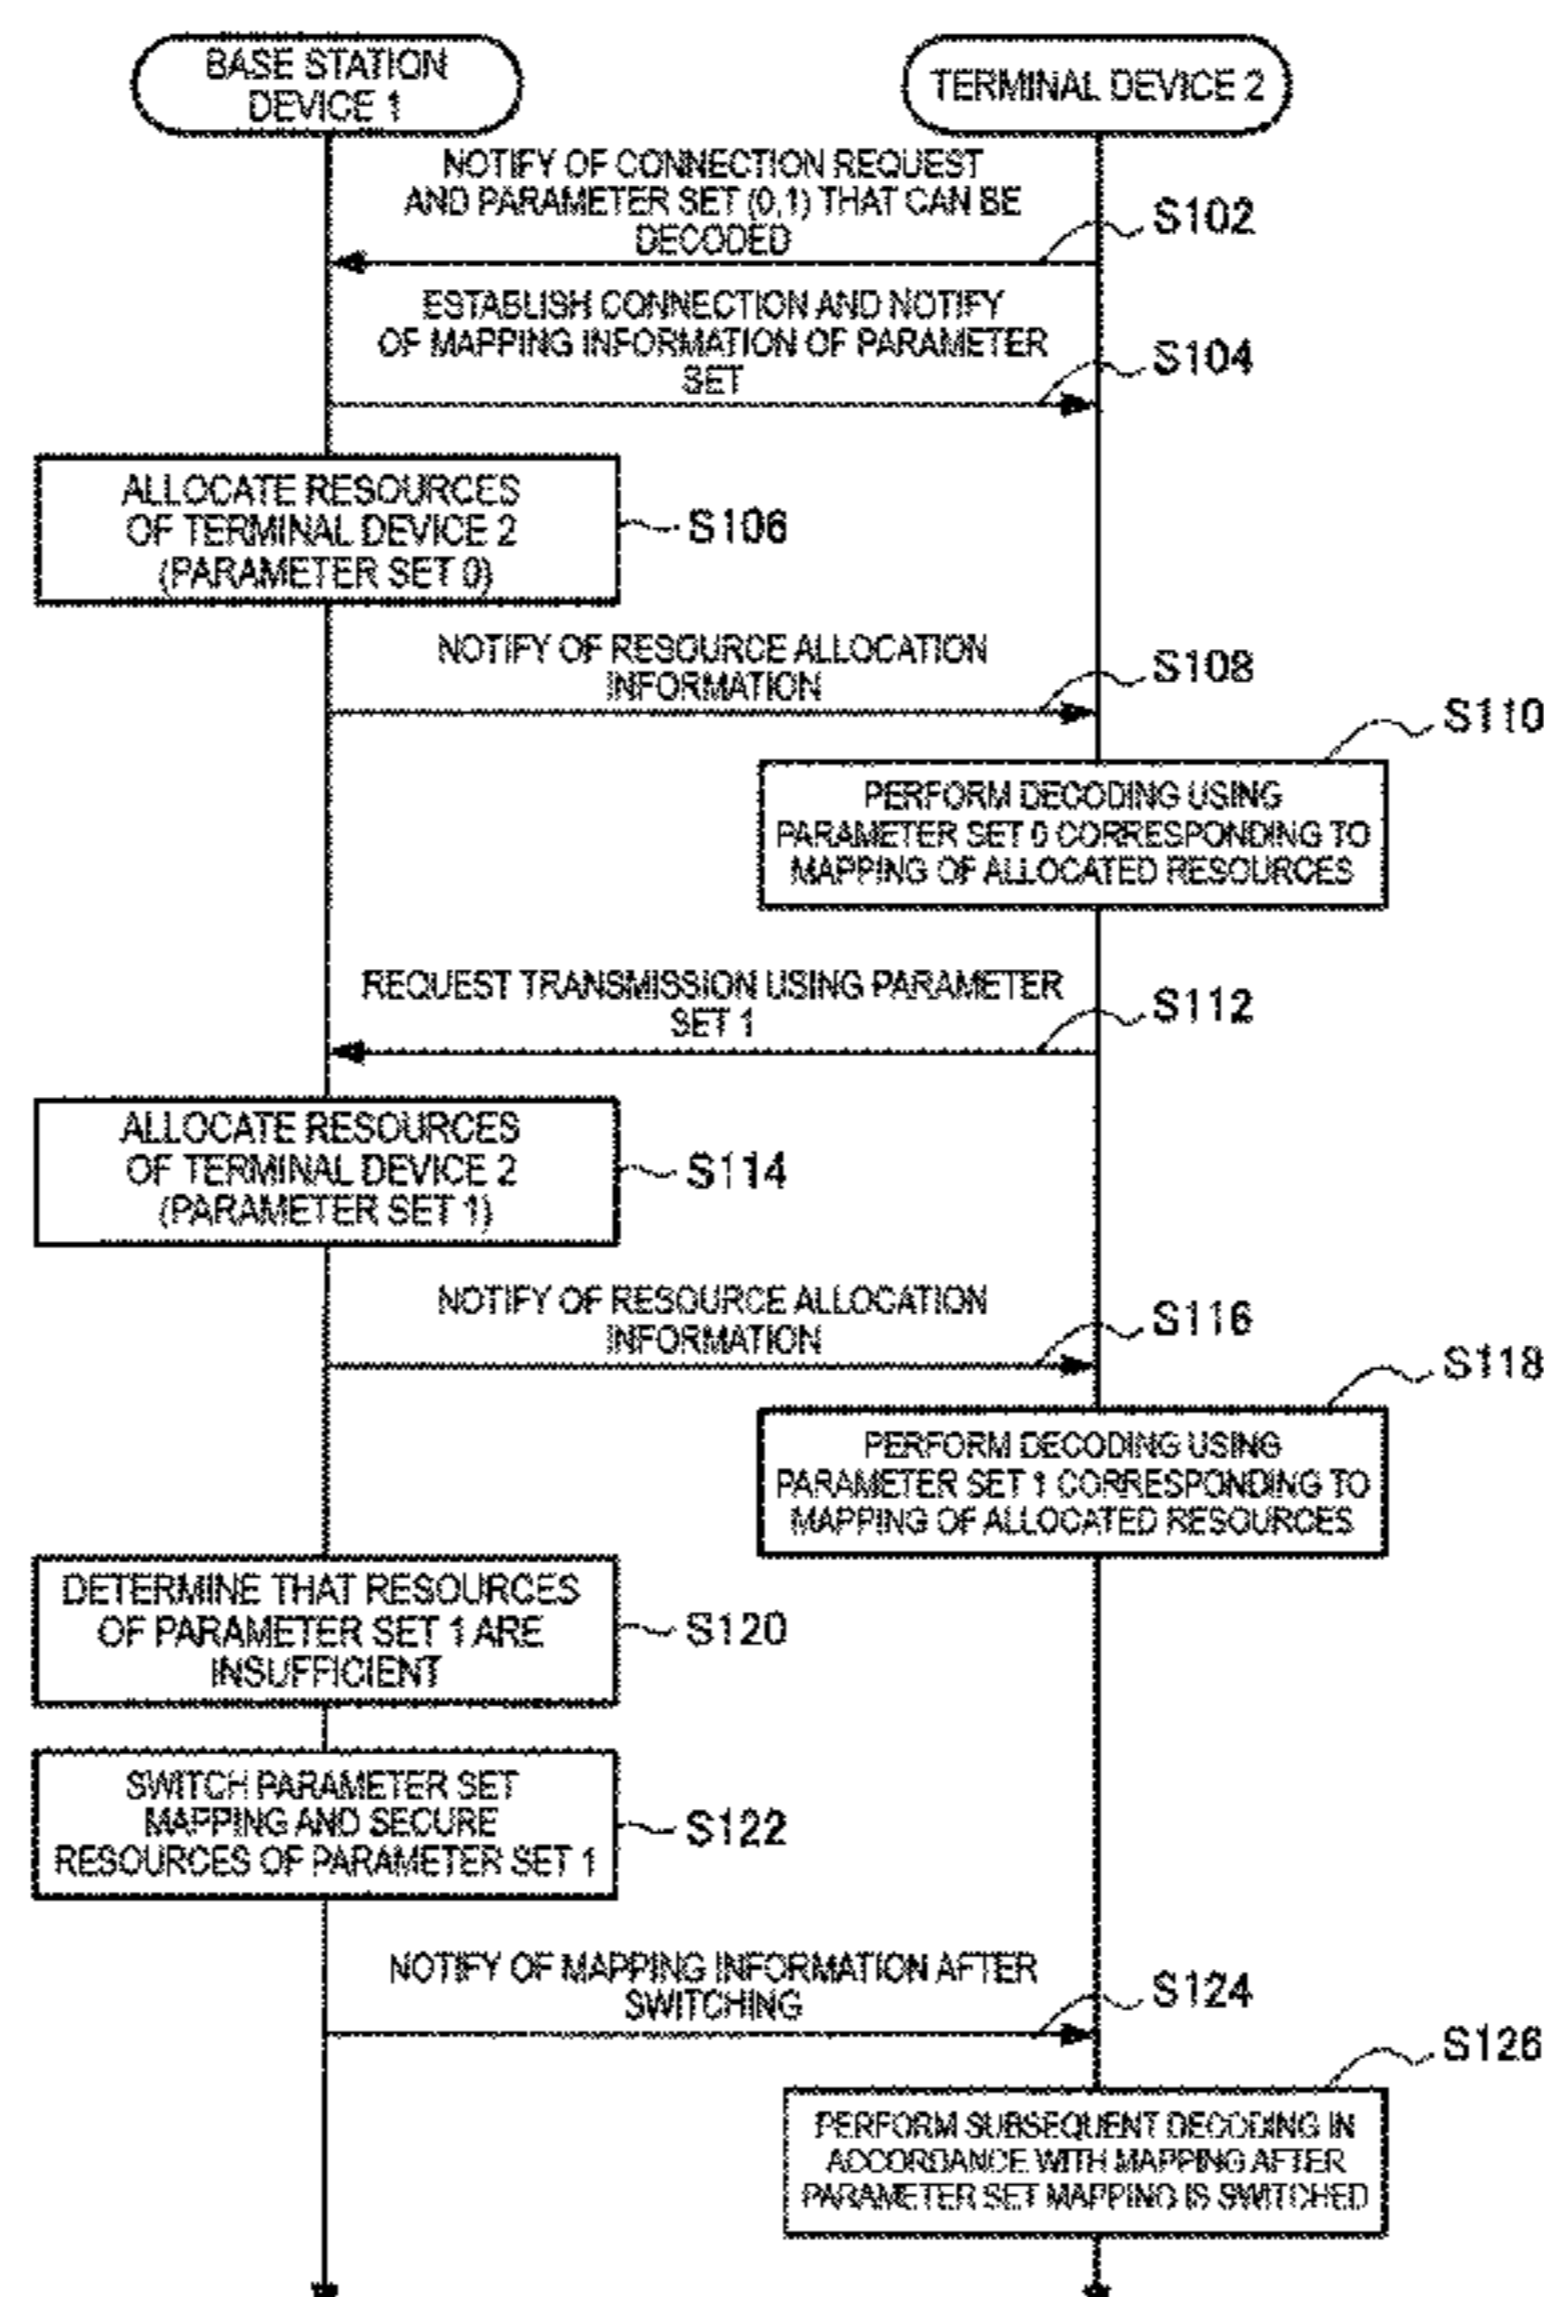 BASE STATION
DEVICE 1
TERMINAL DEVICE 2
NOTIFY OF CONNECTION REQUEST
AND PARAMETER SET (0,1) THAT CAN BE
DECODED
S102
ESTABLISH CONNECTION AND NOTIFY
OF MAPPING INFORMATION OF PARAMETER
SET
S104
ALLOCATE RESOURCES
OF TERMINAL DEVICE 2
(PARAMETER SET 0)
S106
NOTIFY OF RESOURCE ALLOCATION
INFORMATION
S108
S110
PERFORM DECODING USING
PARAMETER SET 0 CORRESPONDING TO
MAPPING OF ALLOCATED RESOURCES
REQUEST TRANSMISSION USING PARAMETER
SET 1
S112
ALLOCATE RESOURCES
OF TERMINAL DEVICE 2
(PARAMETER SET 1)
S114
NOTIFY OF RESOURCE ALLOCATION
INFORMATION
S116
S118
PERFORM DECODING USING
PARAMETER SET 1 CORRESPONDING TO
MAPPING OF ALLOCATED RESOURCES
DETERMINE THAT RESOURCES
OF PARAMETER SET 1 ARE
INSUFFICIENT
S120
SWITCH PARAMETER SET
MAPPING AND SECURE
RESOURCES OF PARAMETER SET 1
S122
NOTIFY OF MAPPING INFORMATION AFTER
SWITCHING
S124
S126
PERFORM SUBSEQUENT DECODING IN
ACCORDANCE WITH MAPPING AFTER
PARAMETER SET MAPPING IS SWITCHED